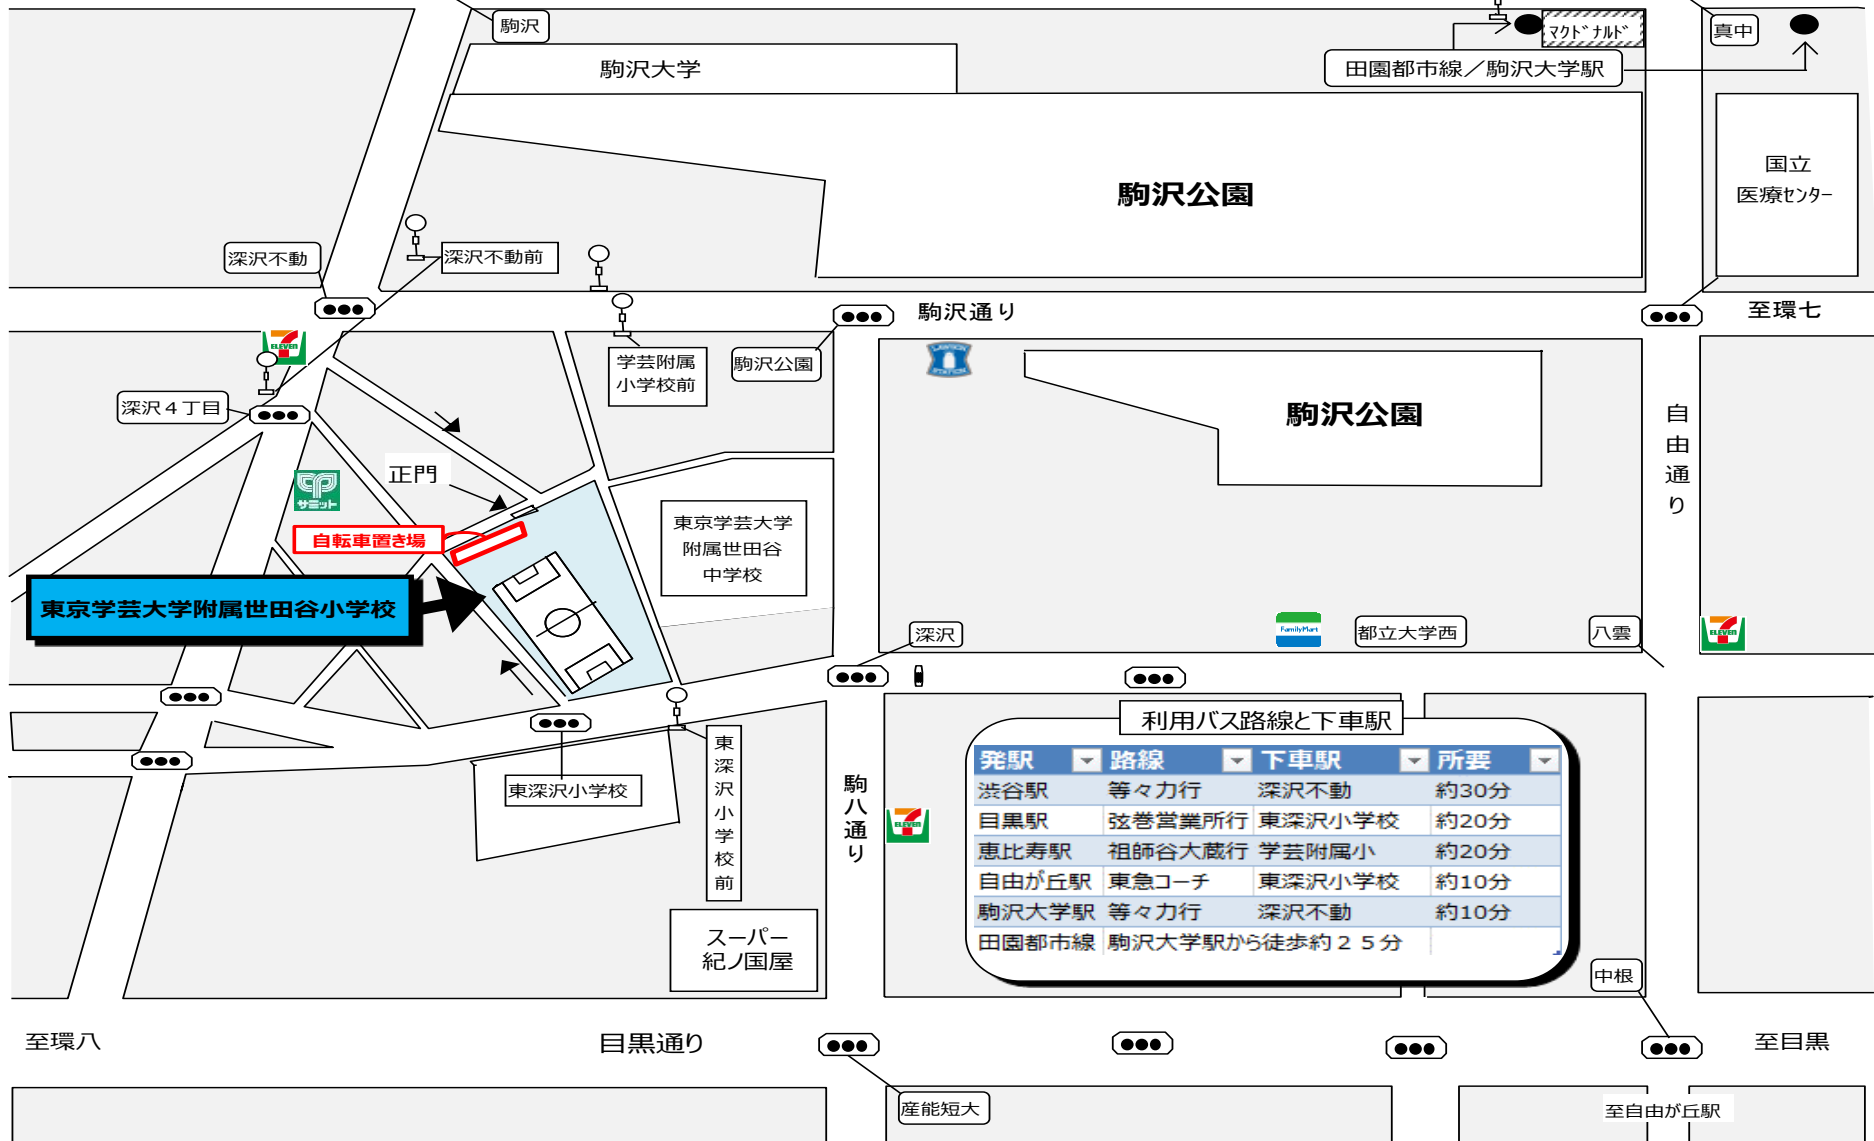 駒沢
マクドナルド
真中
駒沢大学
田園都市線／駒沢大学駅
国立
医療センター
駒沢公園
深沢不動
深沢不動前
駒沢通り
至環七
ELEVEN
学芸附属
小学校前
駒沢公園
LAWSON
STATION
深沢４丁目
駒沢公園
自由通り
正門
サミット
自転車置き場
東京学芸大学
附属世田谷
中学校
東京学芸大学附属世田谷小学校
深沢
FamilyMart
都立大学西
八雲
ELEVEN
利用バス路線と下車駅
発駅 路線 下車駅 所要
渋谷駅 等々力行 深沢不動 約30分
目黒駅 弦巻営業所行 東深沢小学校 約20分
恵比寿駅 祖師谷大蔵行 学芸附属小 約20分
自由が丘駅 東急コーチ 東深沢小学校 約10分
駒沢大学駅 等々力行 深沢不動 約10分
田園都市線 駒沢大学駅から徒歩約２５分
東深沢小学校
東深沢小学校前
駒八通り
ELEVEN
スーパー
紀ノ国屋
中根
至環八
目黒通り
至目黒
産能短大
至自由が丘駅